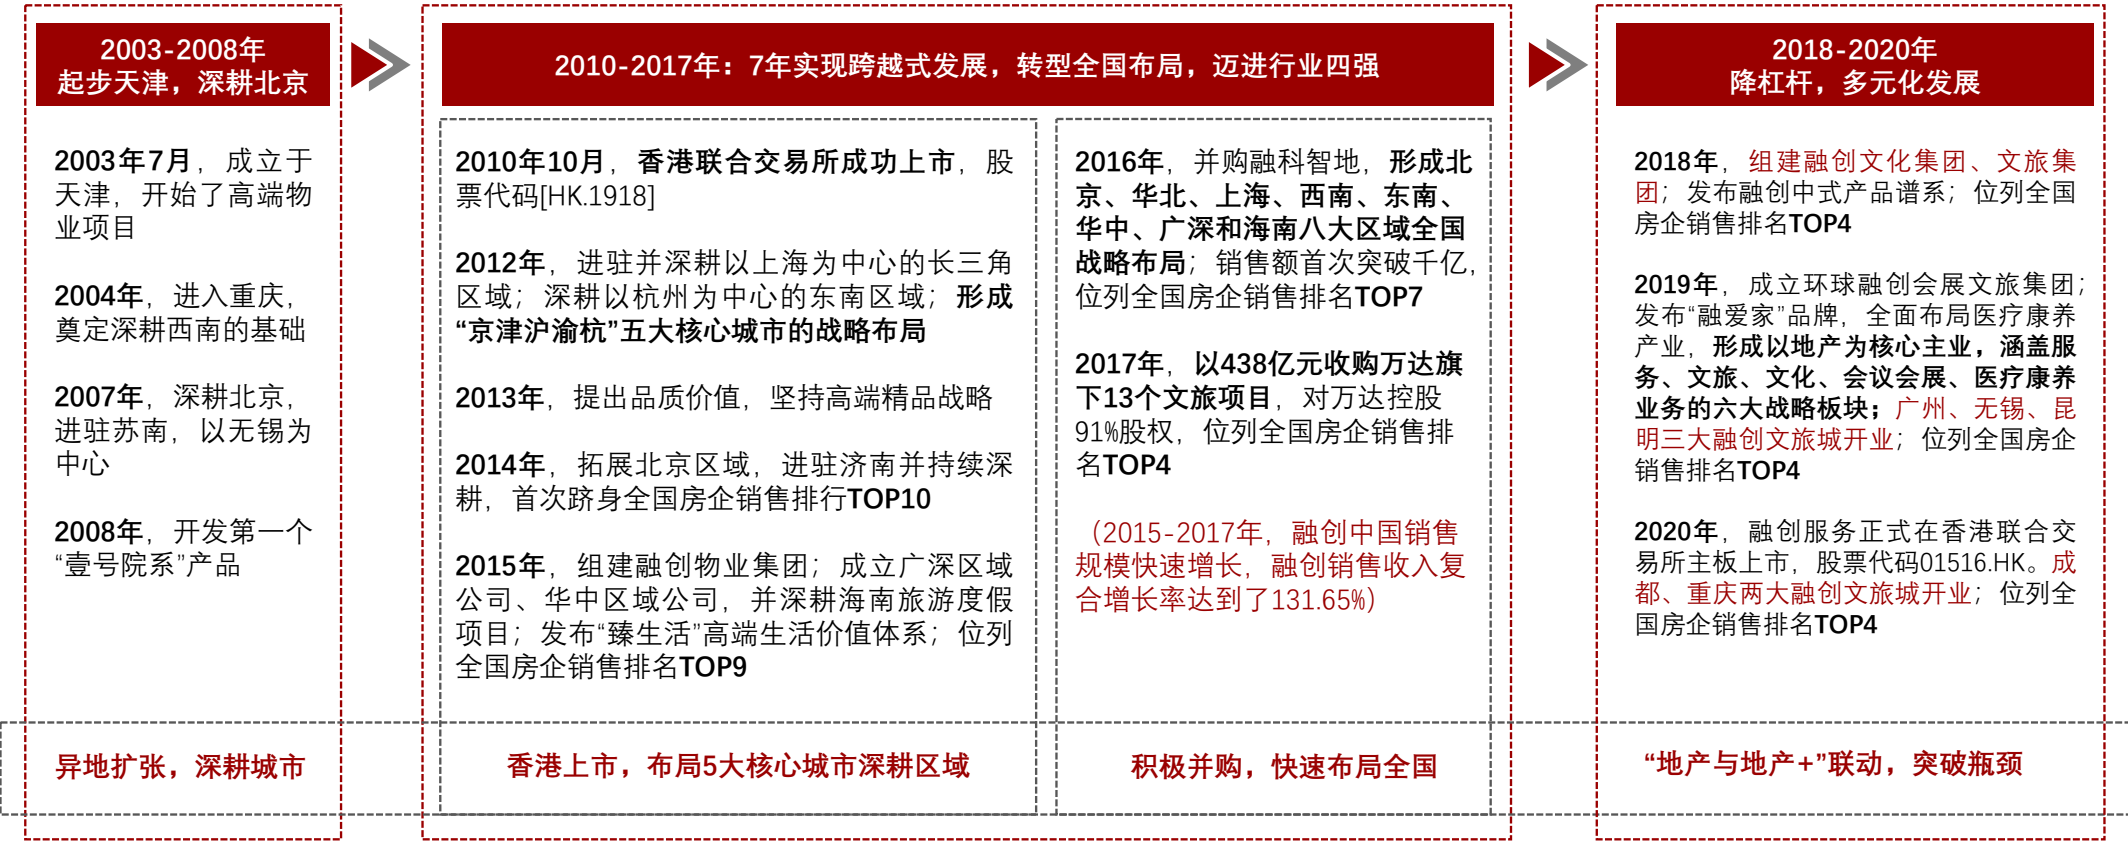 2003-2008年
起步天津，深耕北京
2003年7月，成立于
天津，开始了高端物
业项目
2004年，进入重庆，
奠定深耕西南的基础
2007年，深耕北京，
进驻苏南，以无锡为
中心
2008年，开发第一个
“壹号院系”产品
异地扩张，深耕城市
2010-2017年：7年实现跨越式发展，转型全国布局，迈进行业四强
2010年10月，香港联合交易所成功上市，股
票代码[HK.1918]
2012年，进驻并深耕以上海为中心的长三角
区域；深耕以杭州为中心的东南区域；形成
“京津沪渝杭”五大核心城市的战略布局
2013年，提出品质价值，坚持高端精品战略
2014年，拓展北京区域，进驻济南并持续深
耕，首次跻身全国房企销售排行TOP10
2015年，组建融创物业集团；成立广深区域
公司、华中区域公司，并深耕海南旅游度假
项目；发布“臻生活”高端生活价值体系；位列
全国房企销售排名TOP9
香港上市，布局5大核心城市深耕区域
2016年，并购融科智地，形成北
京、华北、上海、西南、东南、
华中、广深和海南八大区域全国
战略布局；销售额首次突破千亿，
位列全国房企销售排名TOP7
2017年，以438亿元收购万达旗
下13个文旅项目，对万达控股
91%股权，位列全国房企销售排
名TOP4
（2015-2017年，融创中国销售
规模快速增长，融创销售收入复
合增长率达到了131.65%）
积极并购，快速布局全国
2018-2020年
降杠杆，多元化发展
2018年，组建融创文化集团、文旅集
团；发布融创中式产品谱系；位列全国
房企销售排名TOP4
2019年，成立环球融创会展文旅集团；
发布“融爱家”品牌，全面布局医疗康养
产业，形成以地产为核心主业，涵盖服
务、文旅、文化、会议会展、医疗康养
业务的六大战略板块；广州、无锡、昆
明三大融创文旅城开业；位列全国房企
销售排名TOP4
2020年，融创服务正式在香港联合交
易所主板上市，股票代码01516.HK。成
都、重庆两大融创文旅城开业；位列全
国房企销售排名TOP4
“地产与地产+”联动，突破瓶颈